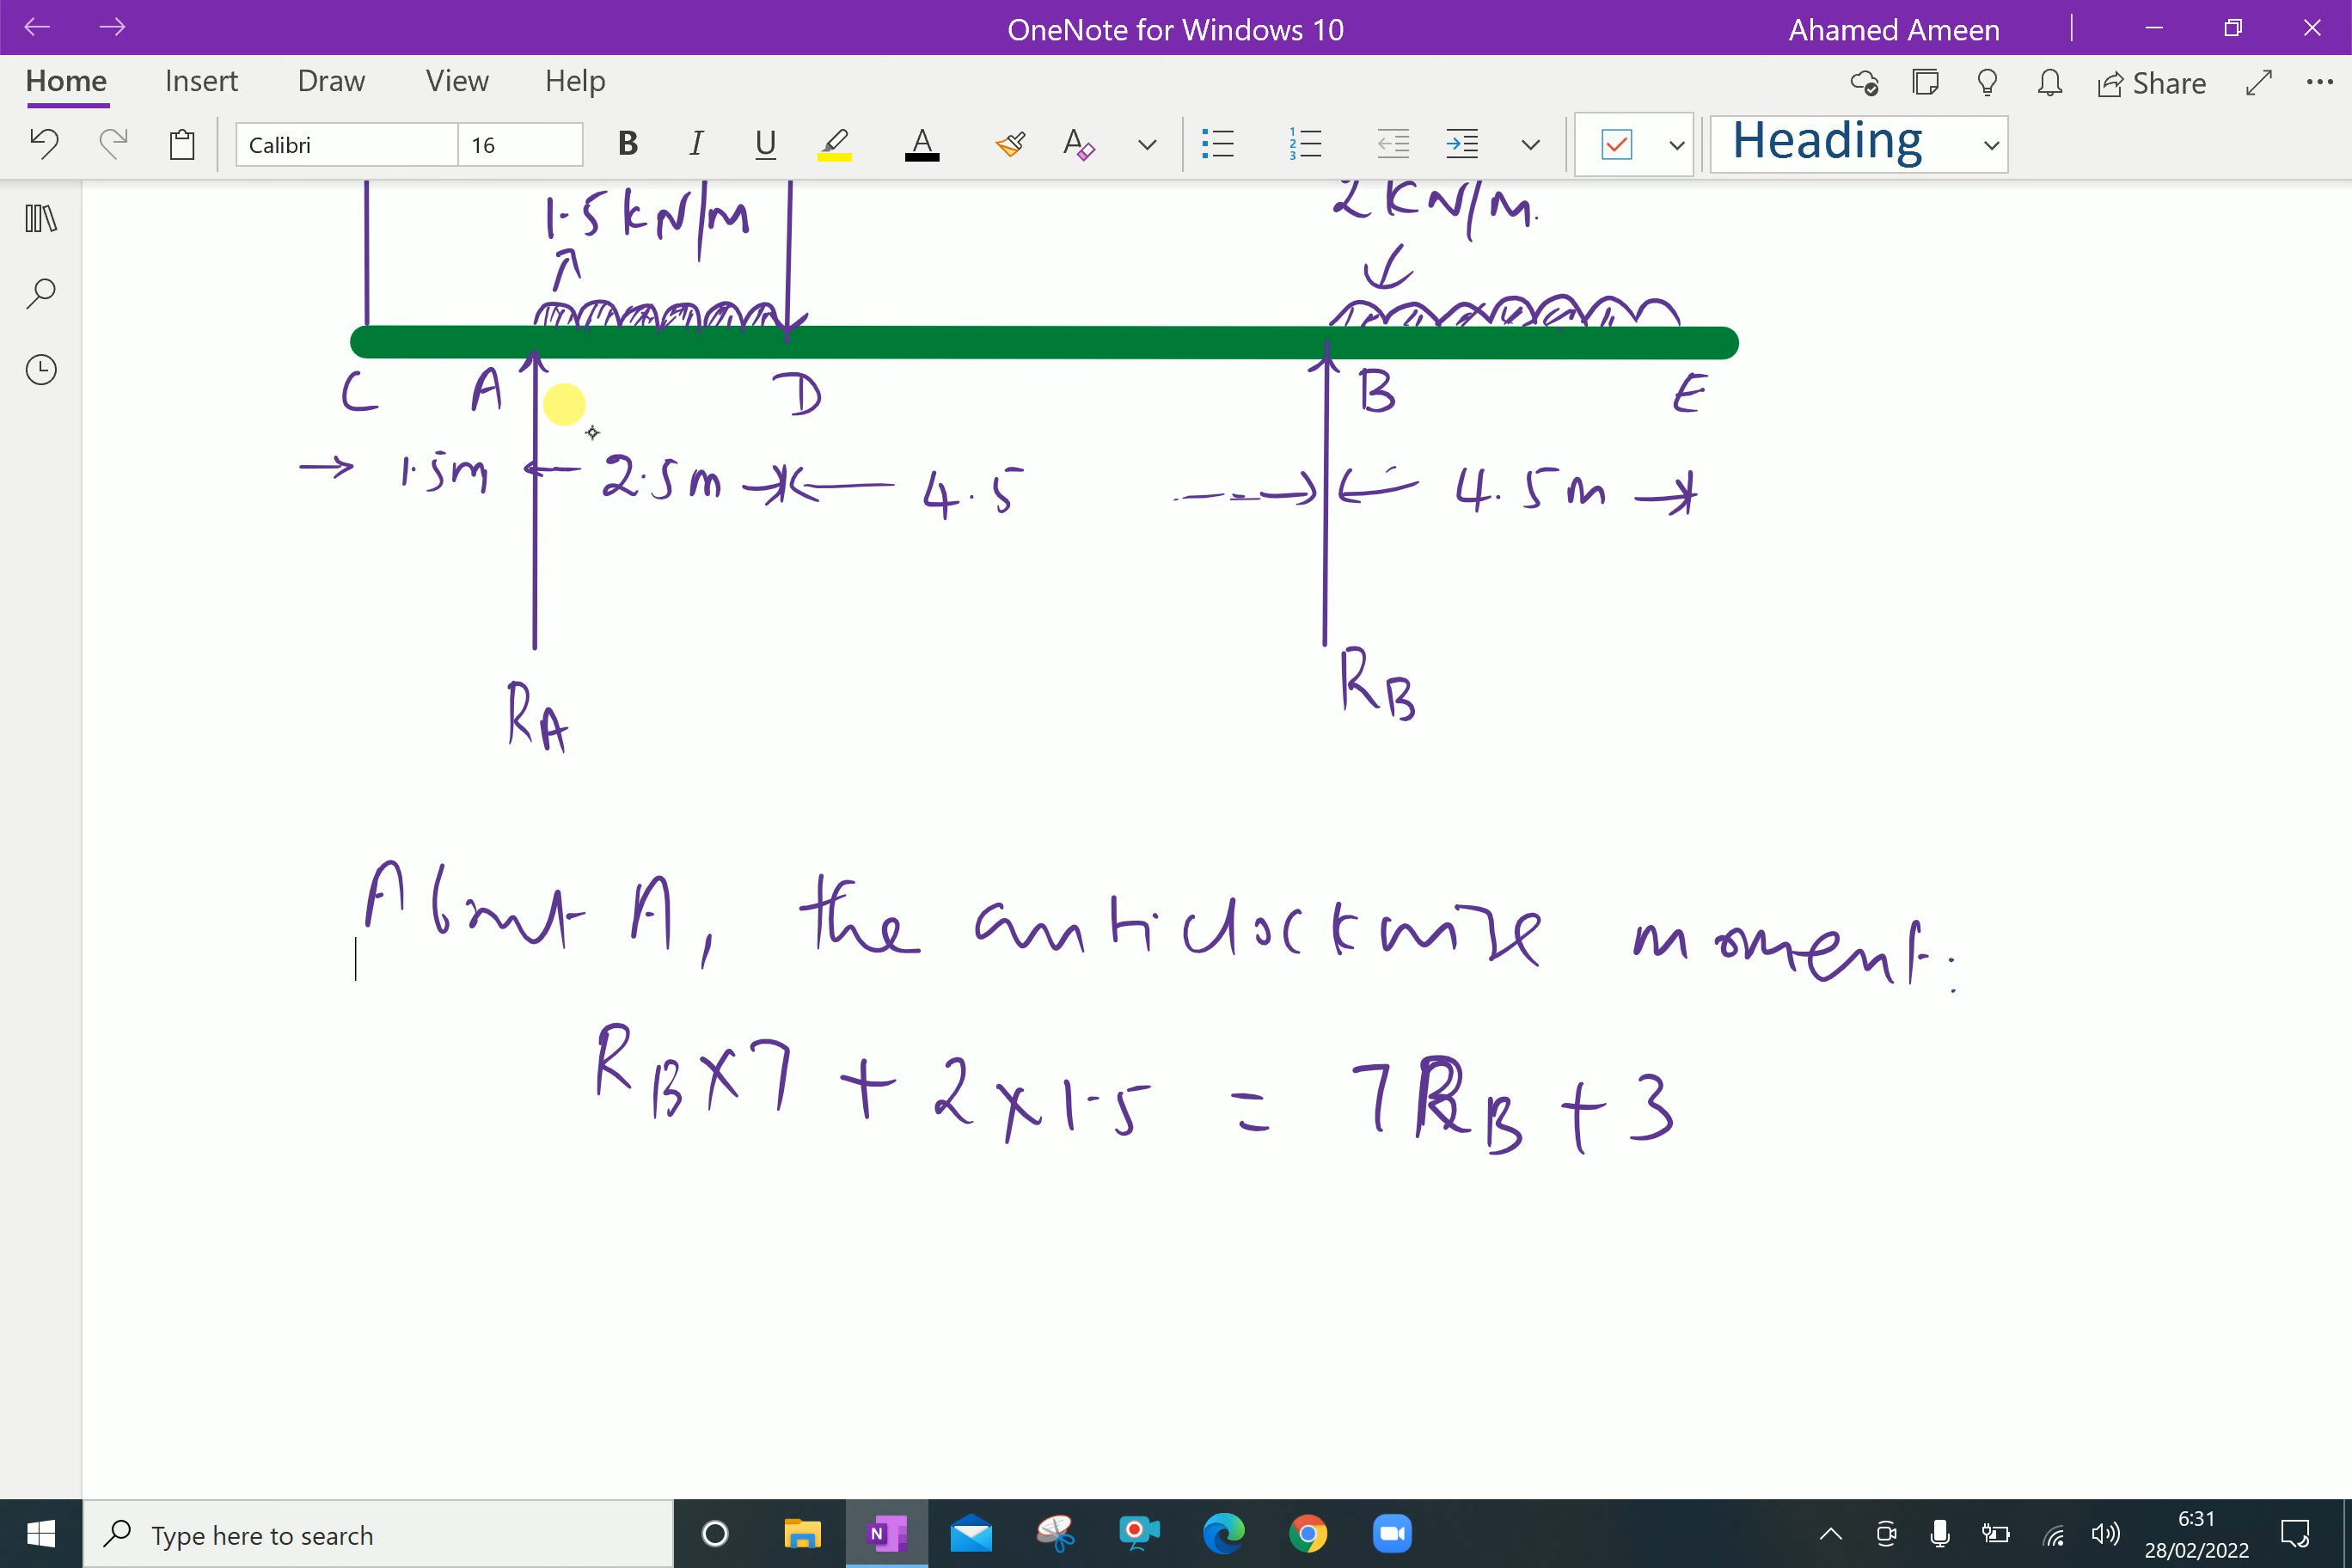 OneNote for Windows 10
Ahamed Ameen
Home Insert Draw View Help
Share
Calibri 16 B I U A A
Heading
1.5 kN/m 2 KN/m.
C A D B E
1.5m 2.5m 4.5 4.5m
RA RB
About A, the anticlockwise moment:
RB×7 + 2×1.5 = 7RB + 3
Type here to search
N
6:31
28/02/2022